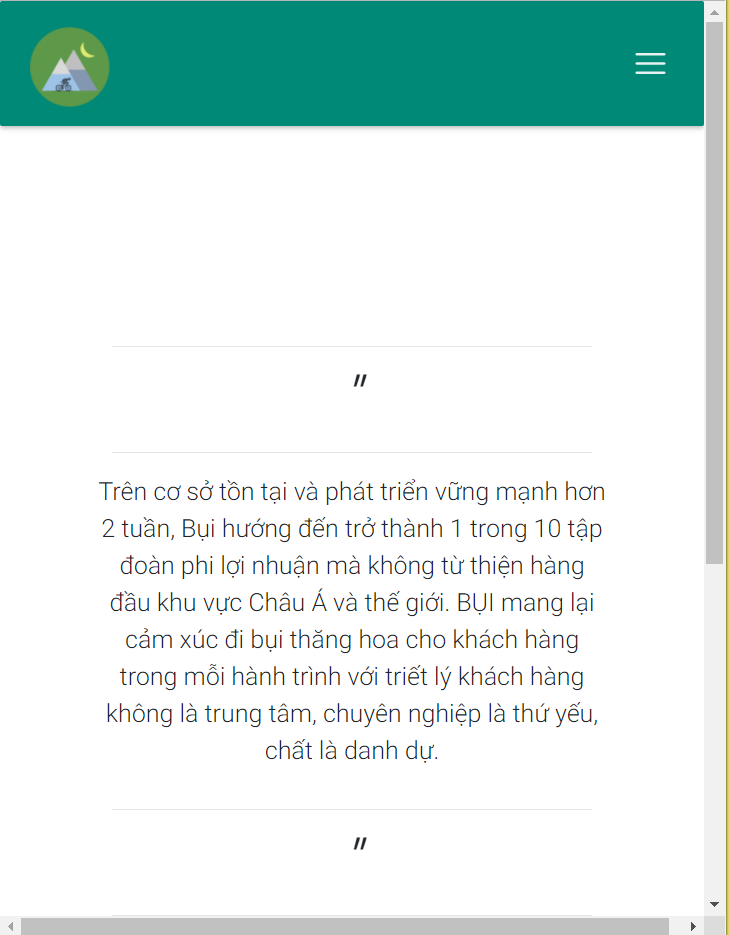 "
Trên cơ sở tồn tại và phát triển vững mạnh hơn
2 tuần, Bụi hướng đến trở thành 1 trong 10 tập
đoàn phi lợi nhuận mà không từ thiện hàng
đầu khu vực Châu Á và thế giới. BỤI mang lại
cảm xúc đi bụi thăng hoa cho khách hàng
trong mỗi hành trình với triết lý khách hàng
không là trung tâm, chuyên nghiệp là thứ yếu,
chất là danh dự.
"